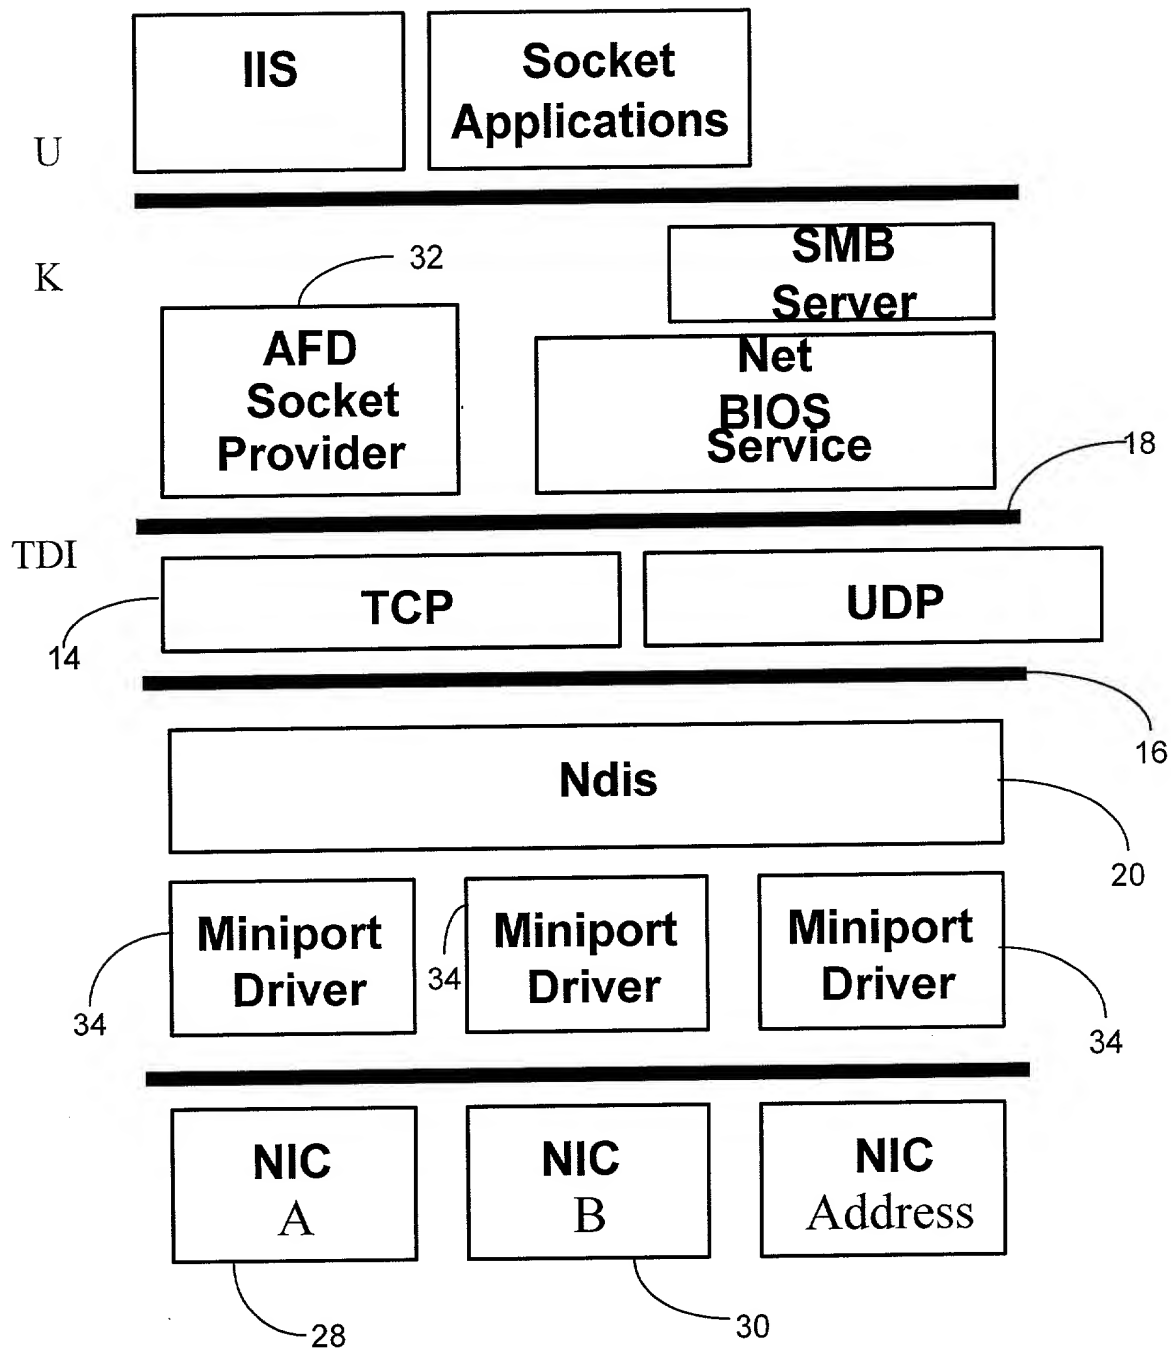 IIS
Socket
Applications
U
K
32
SMB
Server
AFD
Socket
Provider
Net
BIOS
Service
18
TDI
TCP
UDP
14
16
Ndis
20
Miniport
Driver
34
Miniport
Driver
34
Miniport
Driver
34
NIC
A
NIC
B
NIC
Address
28
30